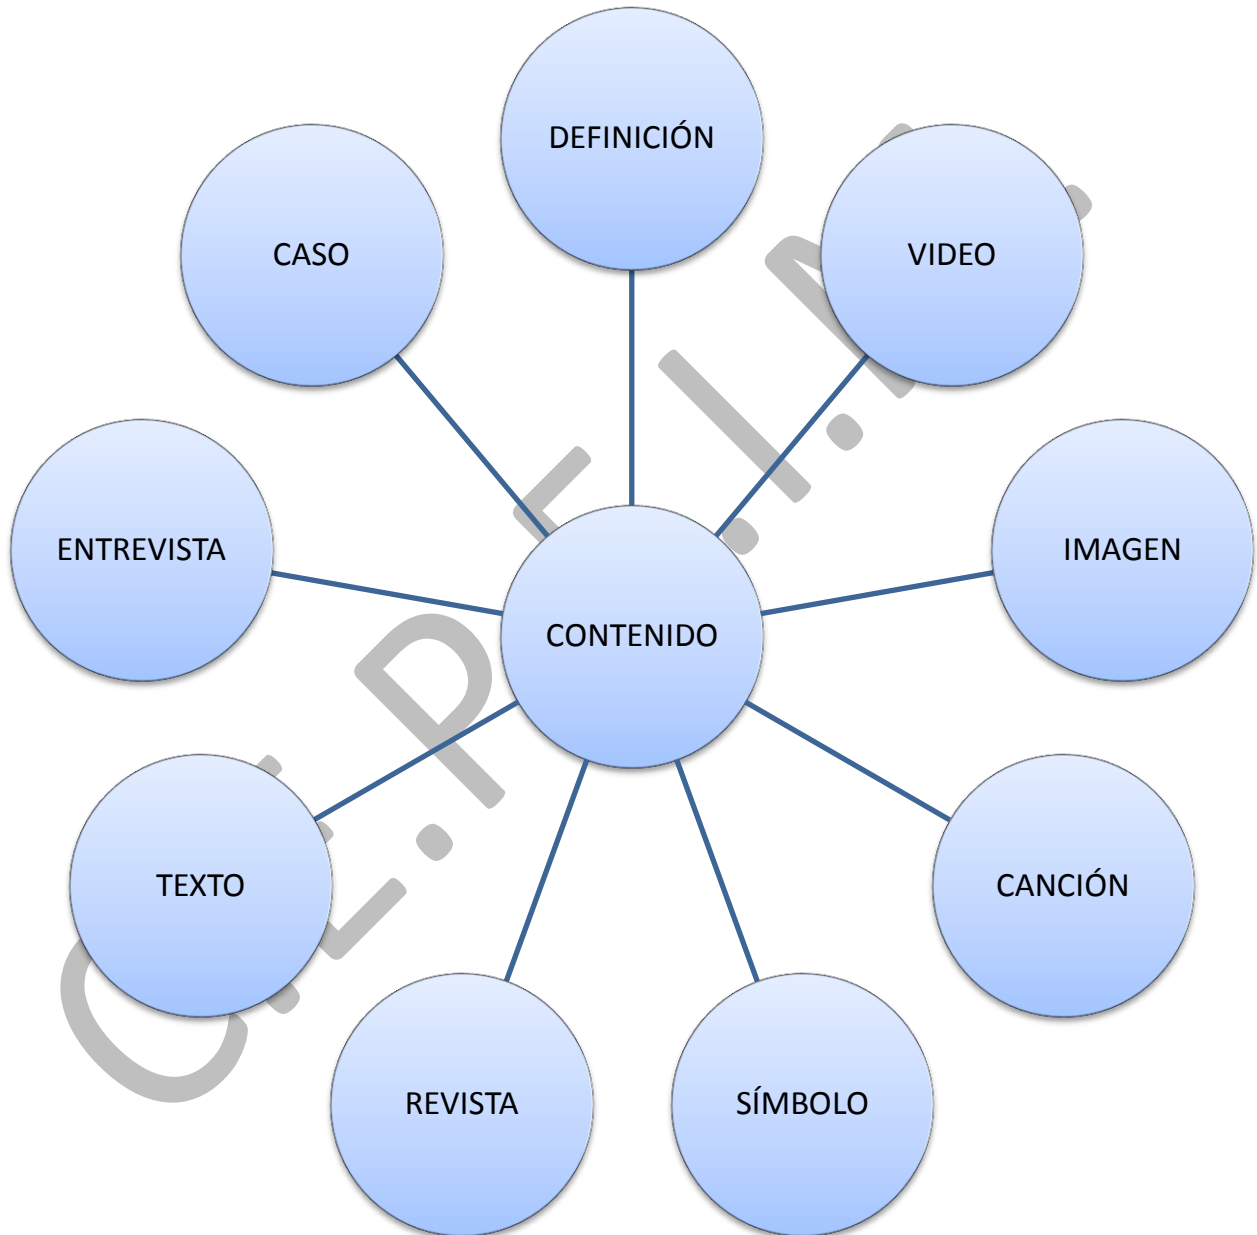 DEFINICIÓN
VIDEO
IMAGEN
CANCIÓN
SÍMBOLO
REVISTA
TEXTO
ENTREVISTA
CASO
CONTENIDO